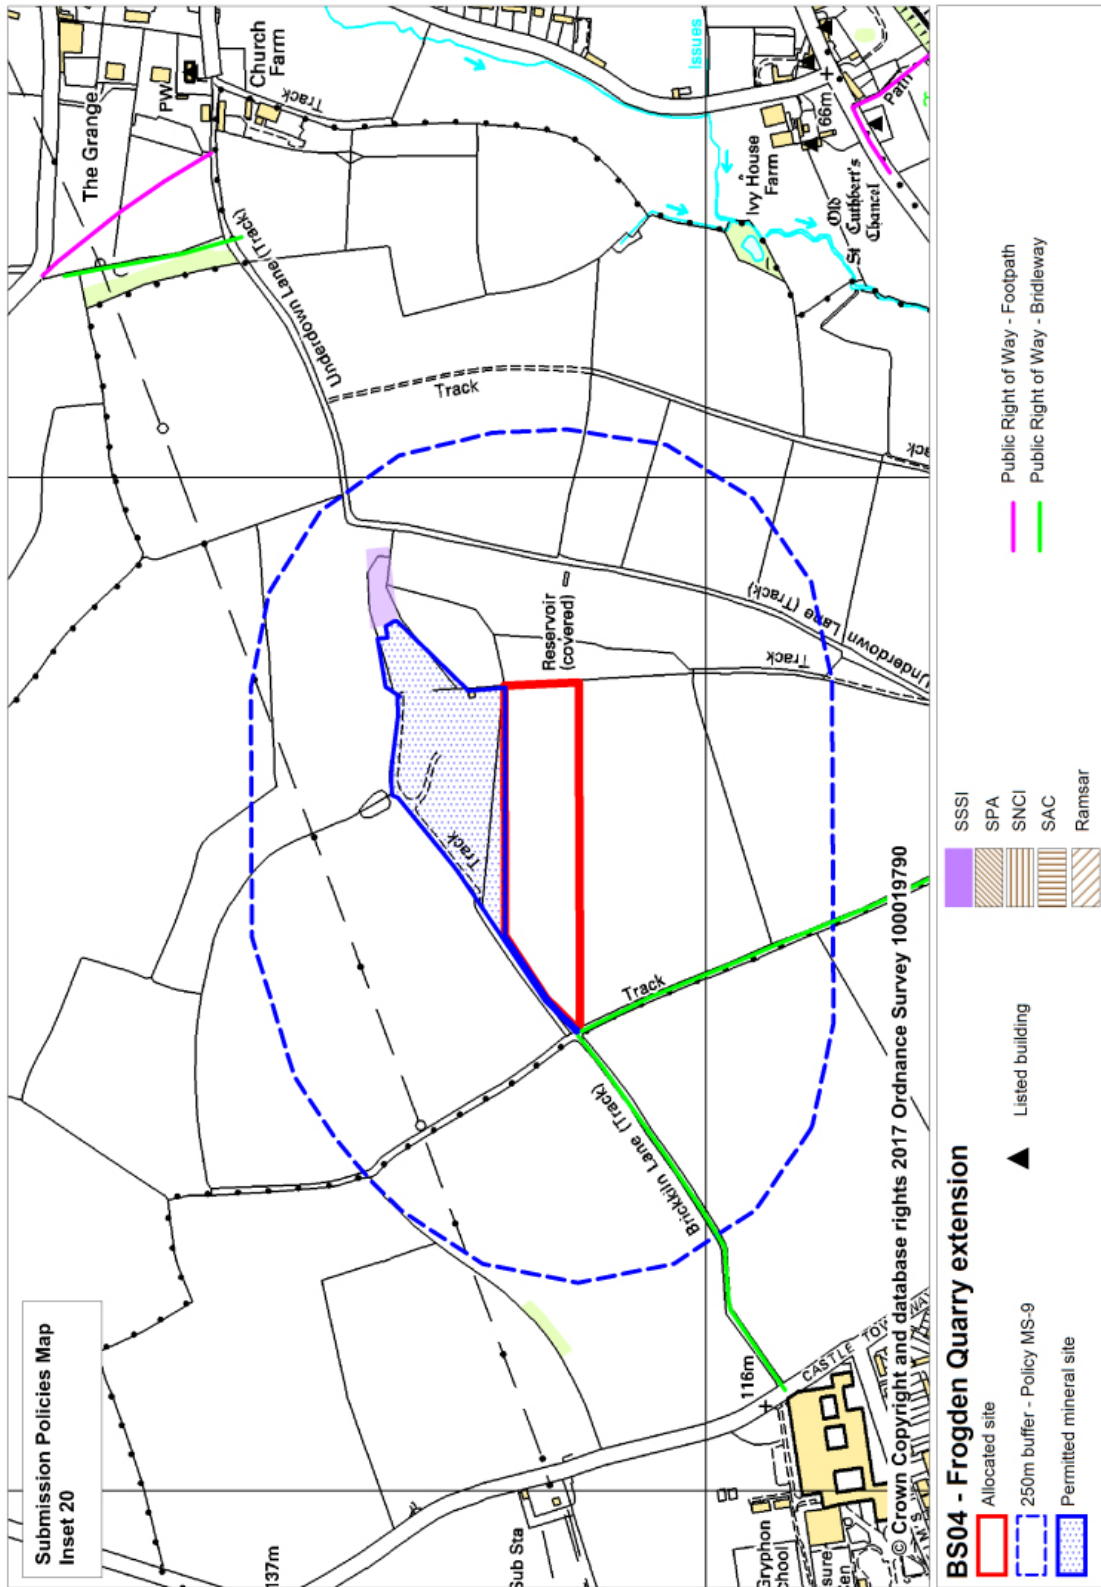 Submission Policies Map
Inset 20
137m
Sub Sta
116m
CASTLE TOW
Gryphon
chool
Brickkiln Lane (Track)
Track
Track
Reservoir
(covered)
Track
Underdown Lane (Track)
Track
Underdown Lane (Track)
The Grange
PW
Church
Farm
Track
Issues
Ivy House
Farm
66m
Old
St Cuthbert's
Chancel
Path
© Crown Copyright and database rights 2017 Ordnance Survey 100019790
BS04 - Frogden Quarry extension
Allocated site
250m buffer - Policy MS-9
Permitted mineral site
Listed building
SSSI
SPA
SNCI
SAC
Ramsar
Public Right of Way - Footpath
Public Right of Way - Bridleway